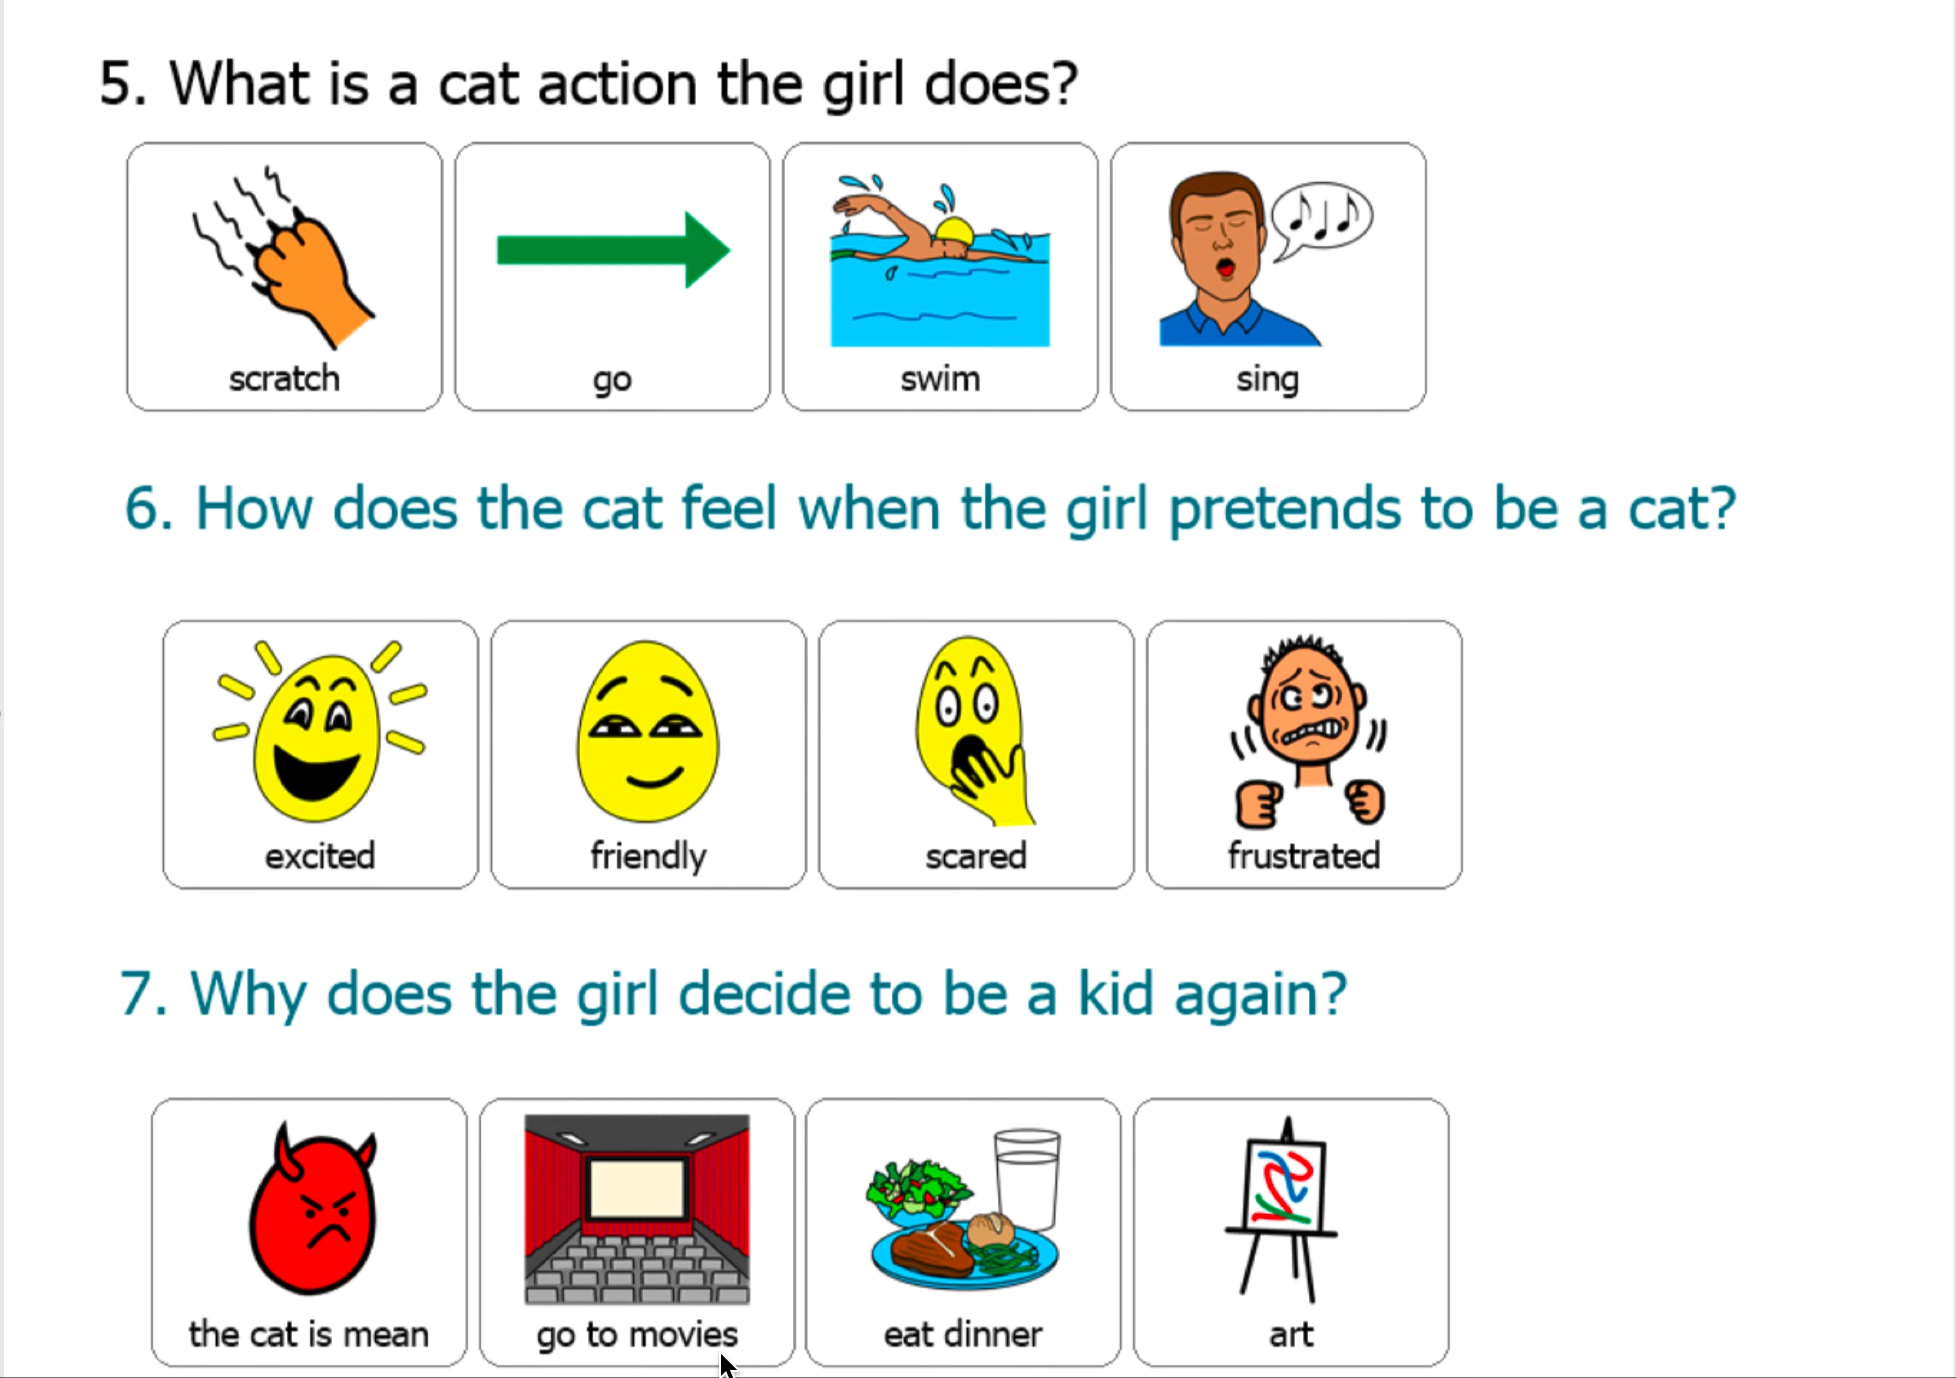 5. What is a cat action the girl does?
scratch go swim sing
6. How does the cat feel when the girl pretends to be a cat?
excited friendly scared frustrated
7. Why does the girl decide to be a kid again?
the cat is mean go to movies eat dinner art